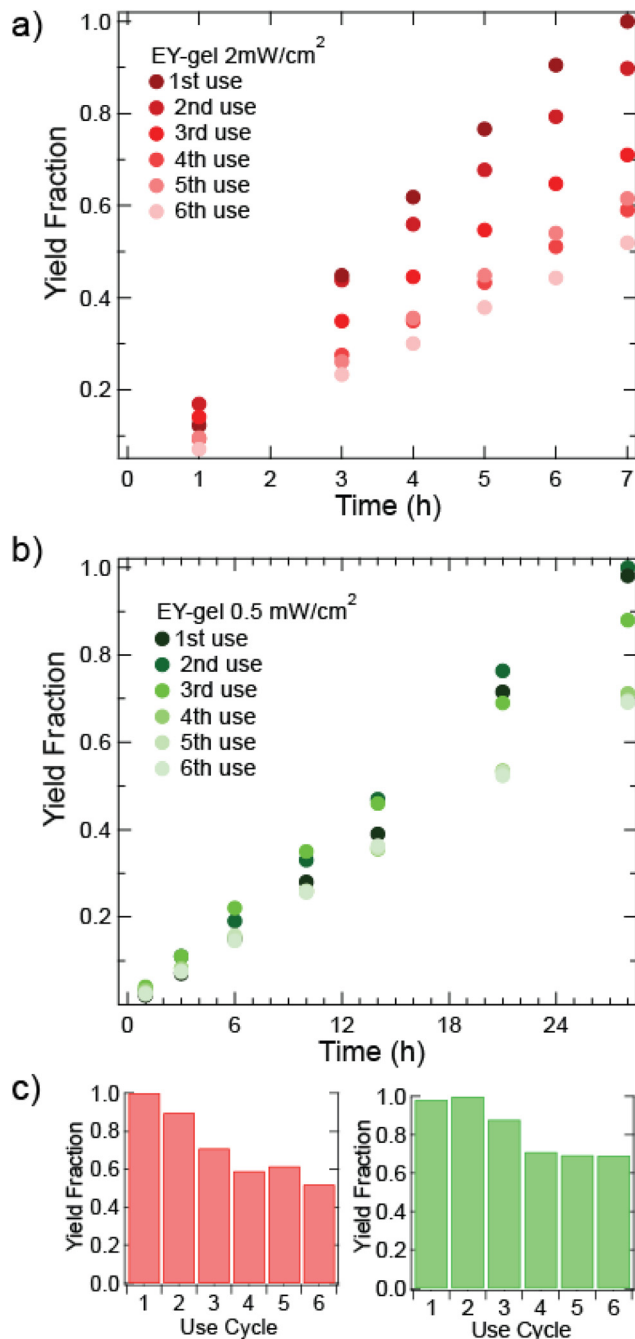 a)
1.0
EY-gel 2mW/cm²
1st use
2nd use
0.8
3rd use
4th use
5th use
0.6
6th use
Yield Fraction
0.4
0.2
0 1 2 3 4 5 6 7
Time (h)
b)
1.0
EY-gel 0.5 mW/cm²
1st use
0.8
2nd use
3rd use
4th use
0.6
5th use
6th use
Yield Fraction
0.4
0.2
0 6 12 18 24
Time (h)
c)
1.0
0.8
0.6
0.4
0.2
0.0
Yield Fraction
1 2 3 4 5 6
Use Cycle
1.0
0.8
0.6
0.4
0.2
0.0
Yield Fraction
1 2 3 4 5 6
Use Cycle